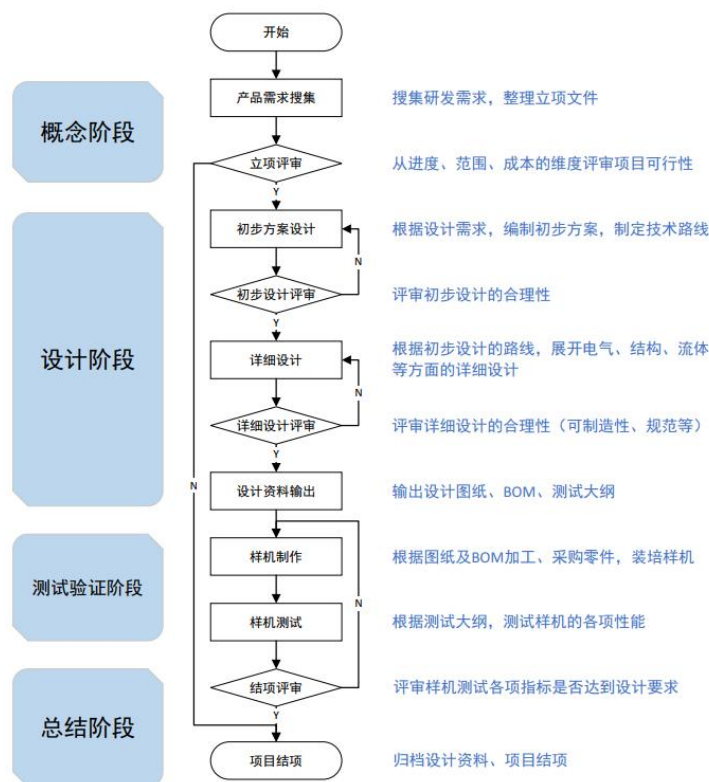 开始
概念阶段
产品需求搜集
搜集研发需求，整理立项文件
立项评审
从进度、范围、成本的维度评审项目可行性
Y
设计阶段
初步方案设计
根据设计需求，编制初步方案，制定技术路线
N
初步设计评审
评审初步设计的合理性
Y
详细设计
根据初步设计的路线，展开电气、结构、流体
等方面的详细设计
N
详细设计评审
评审详细设计的合理性（可制造性、规范等）
Y
N
设计资料输出
输出设计图纸、BOM、测试大纲
测试验证阶段
样机制作
根据图纸及BOM加工、采购零件，装培样机
N
样机测试
根据测试大纲，测试样机的各项性能
总结阶段
结项评审
评审样机测试各项指标是否达到设计要求
Y
项目结项
归档设计资料、项目结项